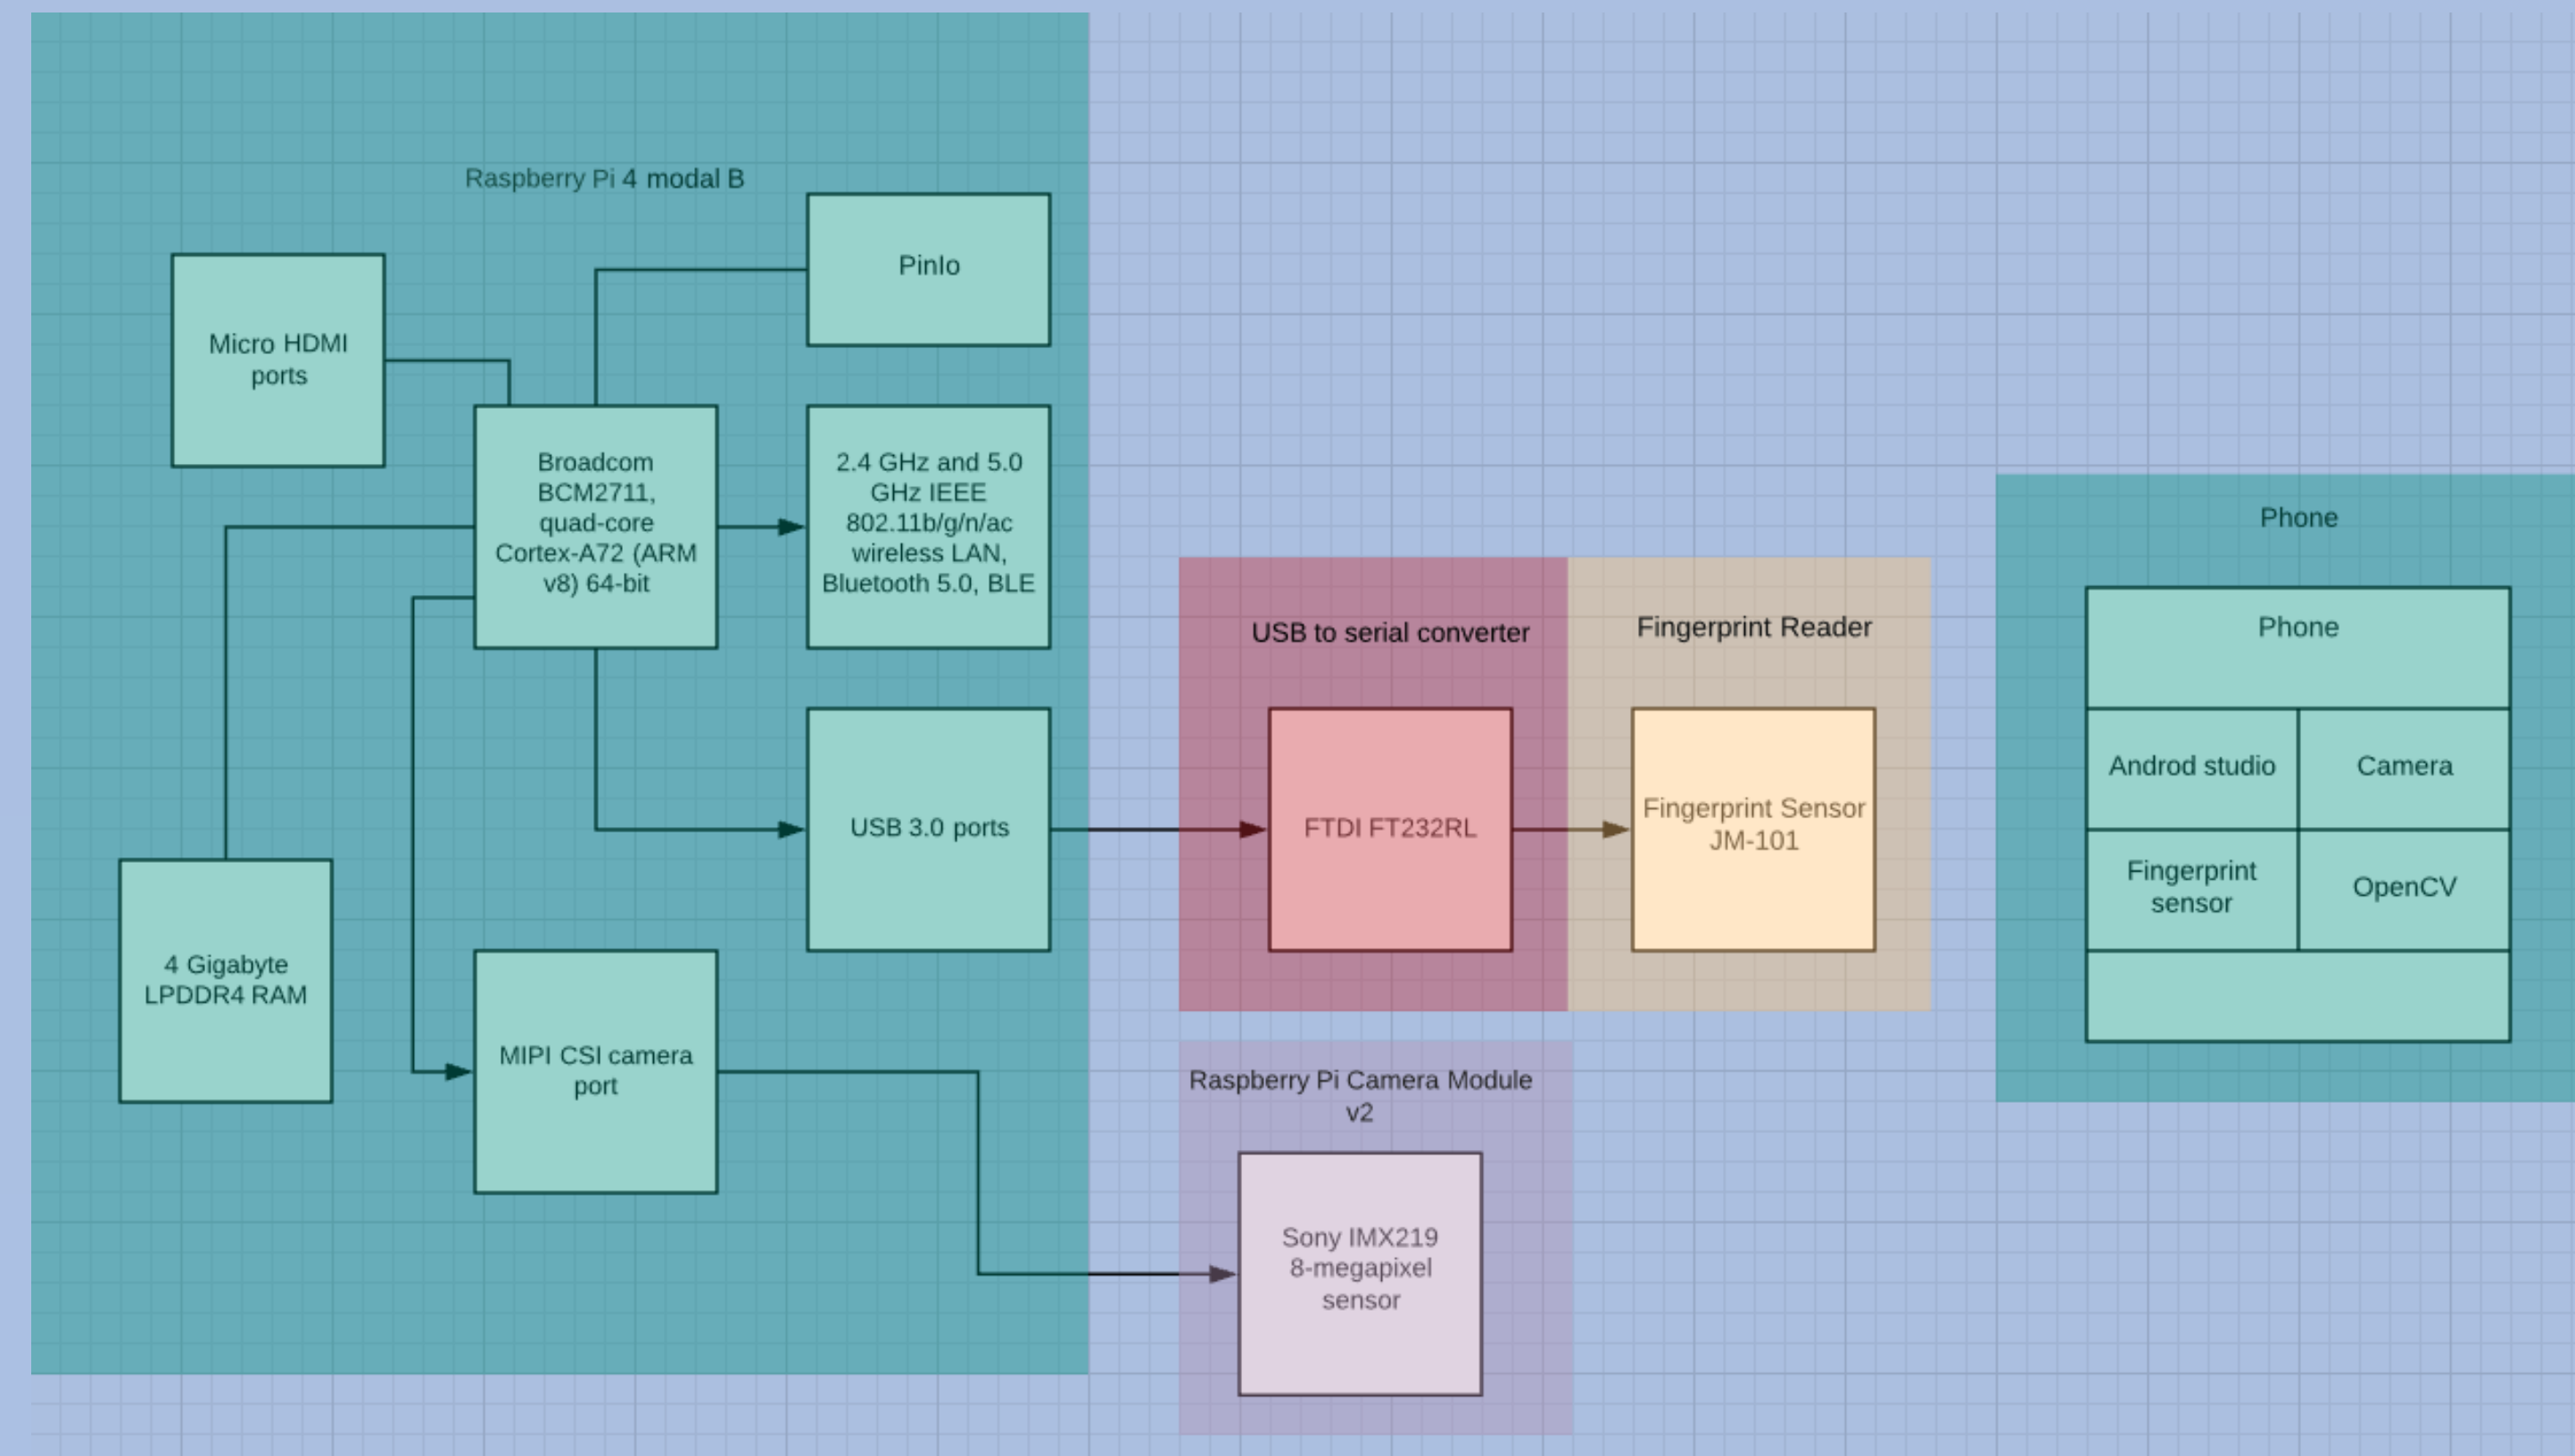 Raspberry Pi 4 modal B
PinIo
Micro HDMI
ports
Broadcom
BCM2711,
quad-core
Cortex-A72 (ARM
v8) 64-bit
2.4 GHz and 5.0
GHz IEEE
802.11b/g/n/ac
wireless LAN,
Bluetooth 5.0, BLE
USB 3.0 ports
4 Gigabyte
LPDDR4 RAM
MIPI CSI camera
port
USB to serial converter
FTDI FT232RL
Fingerprint Reader
Fingerprint Sensor
JM-101
Raspberry Pi Camera Module
v2
Sony IMX219
8-megapixel
sensor
Phone
Phone
Androd studio
Camera
Fingerprint
sensor
OpenCV